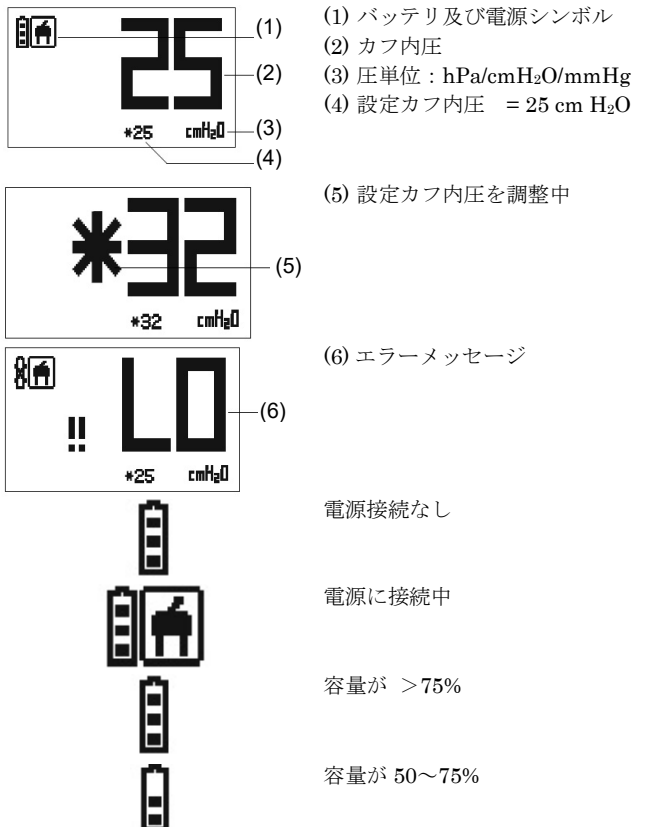 25
*25 cmH₂O
(1)
(2)
(3)
(4)
(1) バッテリ及び電源シンボル
(2) カフ内圧
(3) 圧単位：hPa/cmH₂O/mmHg
(4) 設定カフ内圧 = 25 cm H₂O
*32
*32 cmH₂O
(5)
(5) 設定カフ内圧を調整中
!! LO
*25 cmH₂O
(6)
(6) エラーメッセージ
電源接続なし
電源に接続中
容量が ＞75%
容量が 50～75%